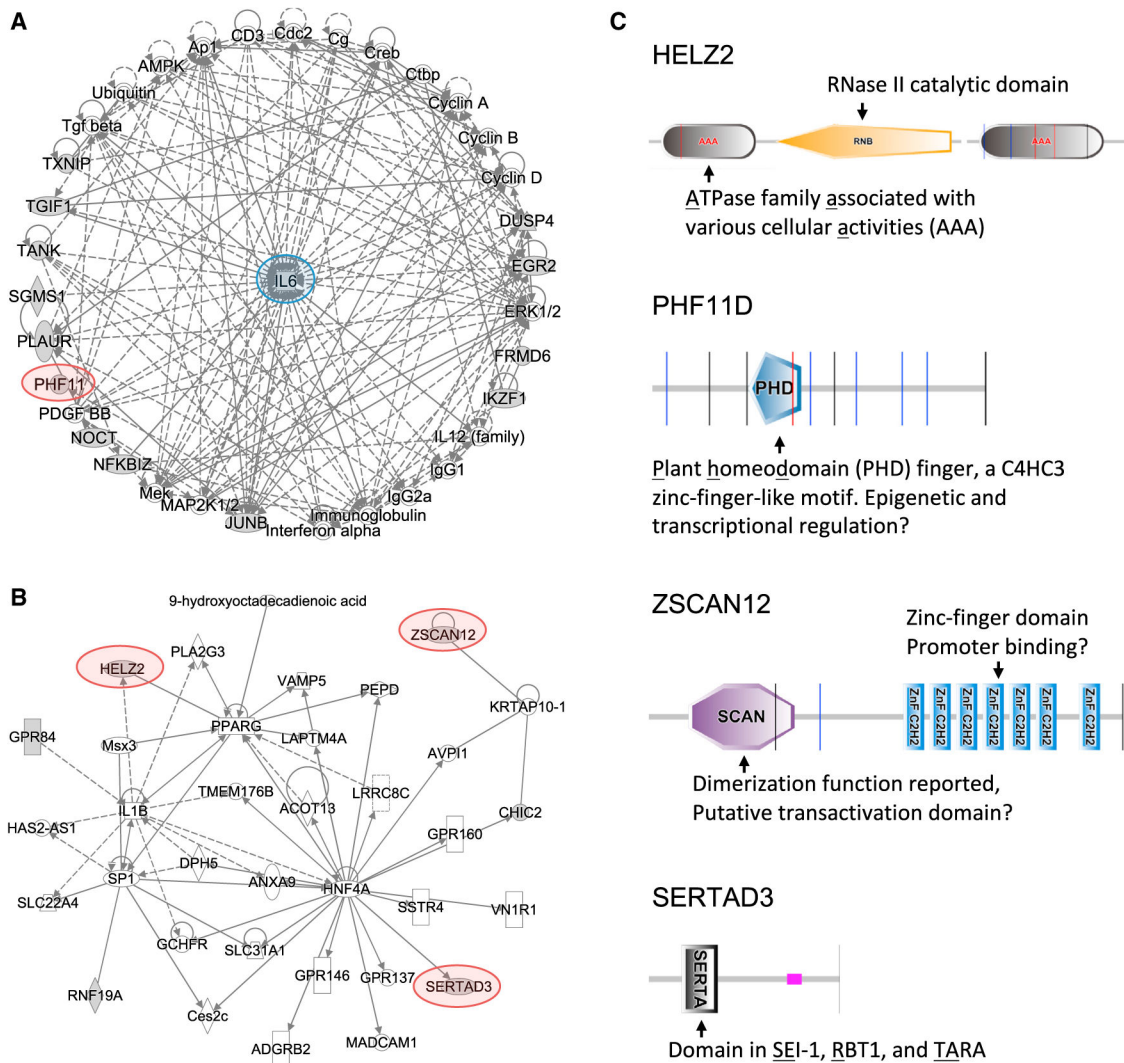 A
CD3
Cdc2
Cg
Creb
Ctbp
Cyclin A
Cyclin B
Cyclin D
DUSP4
EGR2
ERK1/2
FRMD6
IKZF1
IL12 (family)
IgG1
IgG2a
Immunoglobulin
Interferon alpha
JUNB
MAP2K1/2
Mek
NFKBIZ
NOCT
PDGF BB
PHF11
PLAUR
SGMS1
TANK
TGIF1
TXNIP
Tgf beta
Ubiquitin
AMPK
Ap1
IL6
B
9-hydroxyoctadecadienoic acid
ZSCAN12
PLA2G3
HELZ2
VAMP5
PEPD
KRTAP10-1
PPARG
GPR84
Msx3
LAPTM4A
AVPI1
TMEM176B
ACOT13
LRRC8C
IL1B
CHIC2
HAS2-AS1
GPR160
DPH5
SP1
ANXA9
HNF4A
SLC22A4
SSTR4
VN1R1
GCHFR
SLC31A1
GPR146
GPR137
SERTAD3
RNF19A
Ces2c
ADGRB2
MADCAM1
C
HELZ2
RNase II catalytic domain
AAA
RNB
AAA
ATPase family associated with
various cellular activities (AAA)
PHF11D
PHD
Plant homeodomain (PHD) finger, a C4HC3
zinc-finger-like motif. Epigenetic and
transcriptional regulation?
ZSCAN12
Zinc-finger domain
Promoter binding?
SCAN
ZnF C2H2
ZnF C2H2
ZnF C2H2
ZnF C2H2
ZnF C2H2
ZnF C2H2
ZnF C2H2
Dimerization function reported,
Putative transactivation domain?
SERTAD3
SERTA
Domain in SEI-1, RBT1, and TARA